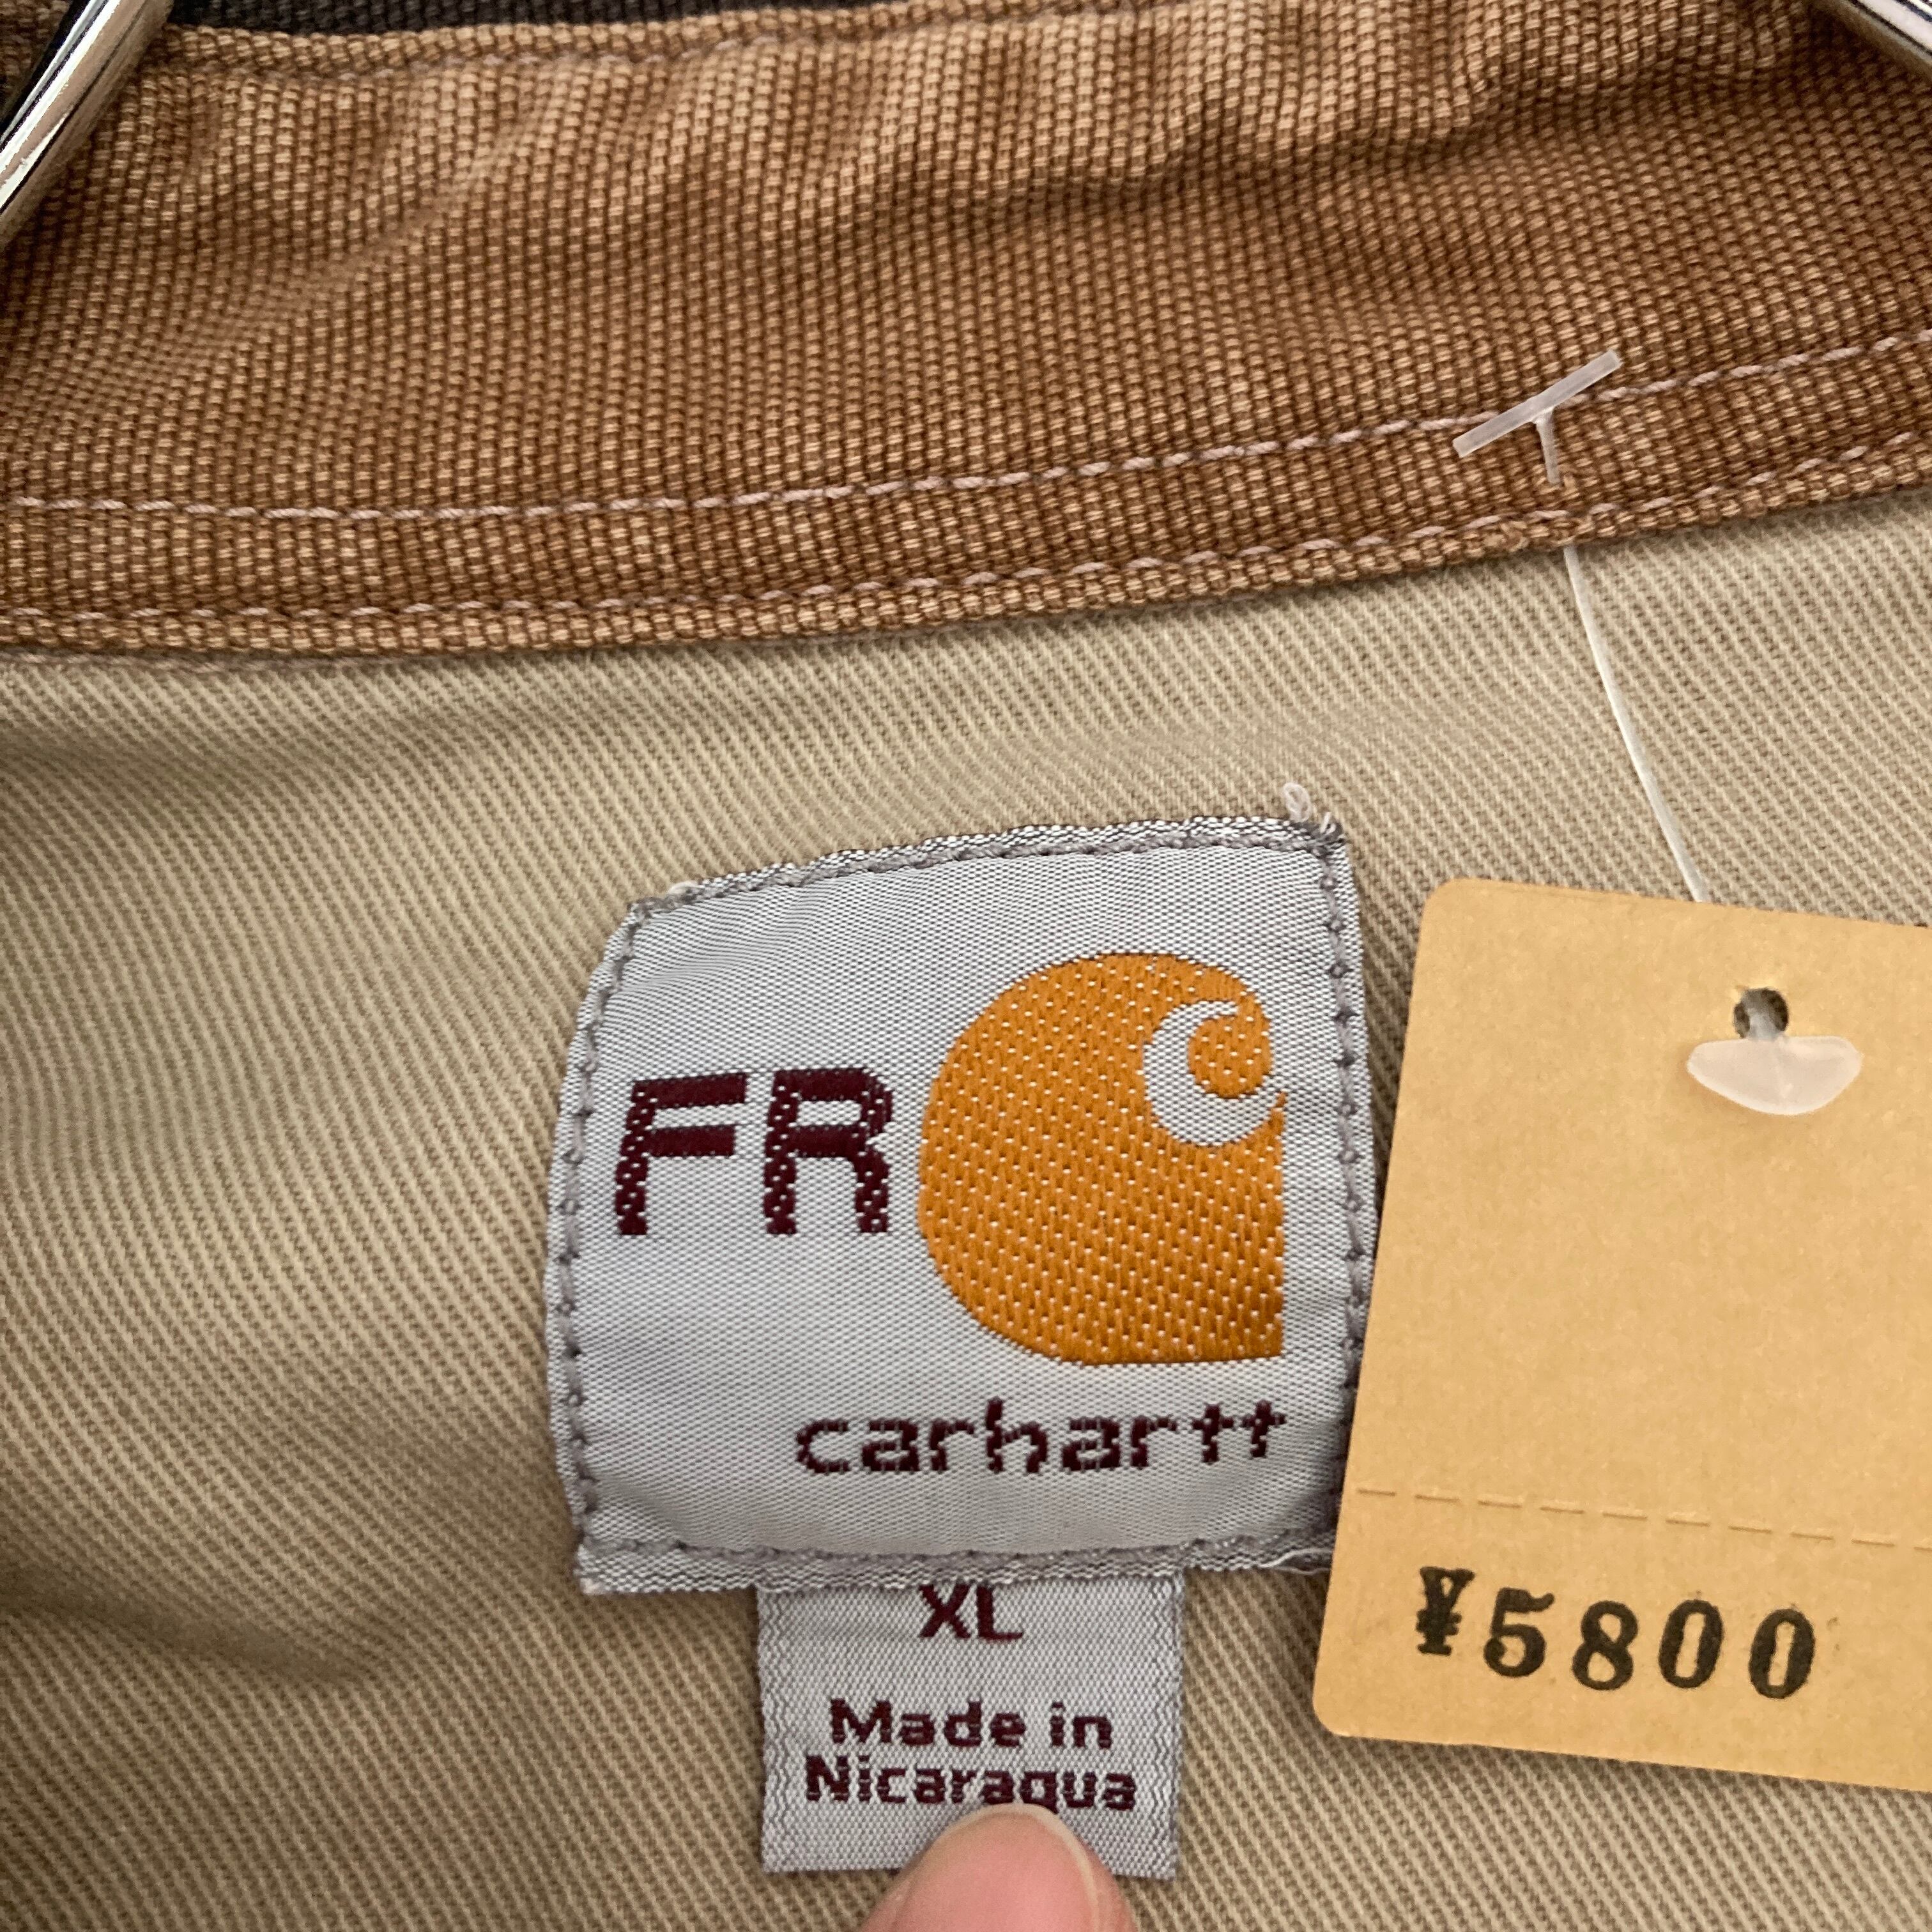 FR
carhartt
XL
Made in
Nicaragua
¥5800